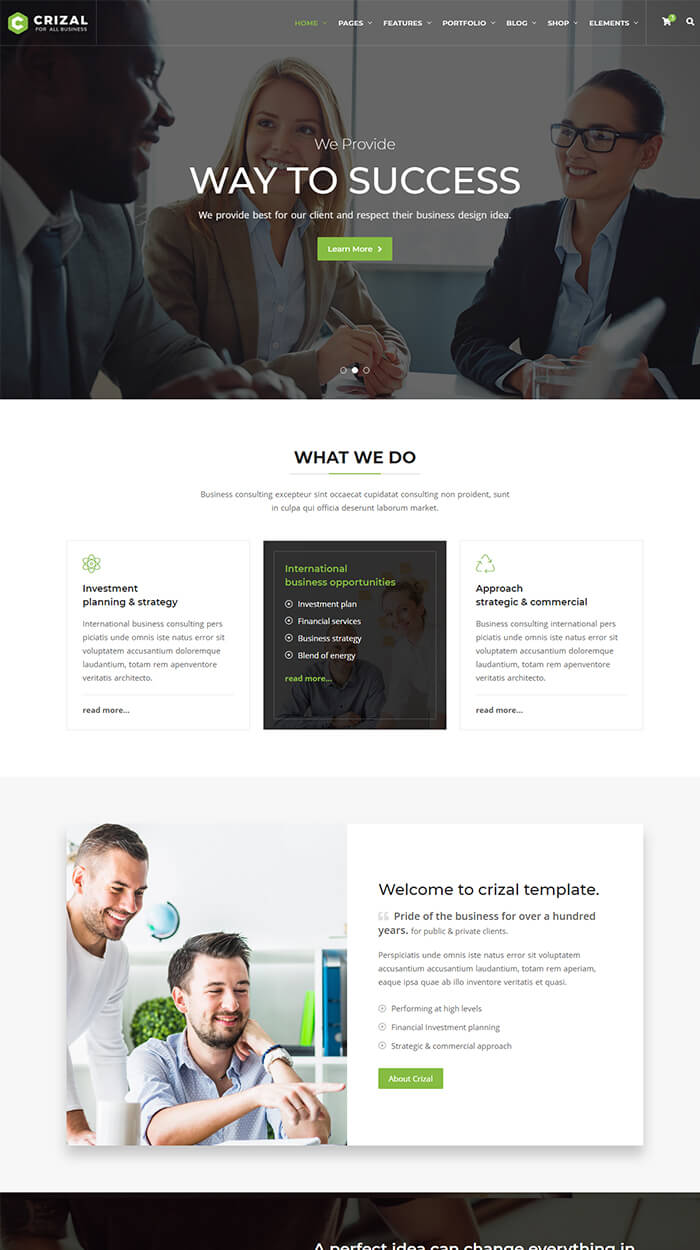 CRIZAL
FOR ALL BUSINESS
HOME PAGES FEATURES PORTFOLIO BLOG SHOP ELEMENTS
3
We Provide
WAY TO SUCCESS
We provide best for our client and respect their business design idea.
Learn More
WHAT WE DO
Business consulting excepteur sint occaecat cupidatat consulting non proident, sunt
in culpa qui officia deserunt laborum market.
Investment
planning & strategy
International business consulting pers
piciatis unde omnis iste natus error sit
voluptatem accusantium doloremque
laudantium, totam rem apenventore
veritatis architecto.
read more...
International
business opportunities
Investment plan
Financial services
Business strategy
Blend of energy
read more...
Approach
strategic & commercial
Business consulting international pers
piciatis unde omnis iste natus error sit
voluptatem accusantium doloremque
laudantium, totam rem apenventore
veritatis architecto.
read more...
Welcome to crizal template.
Pride of the business for over a hundred
years. for public & private clients.
Perspiciatis unde omnis iste natus error sit voluptatem
accusantium accusantium laudantium, totam rem aperiam,
eaque ipsa quae ab illo inventore veritatis et quasi.
Performing at high levels
Financial Investment planning
Strategic & commercial approach
About Crizal
A perfect idea can change everything in